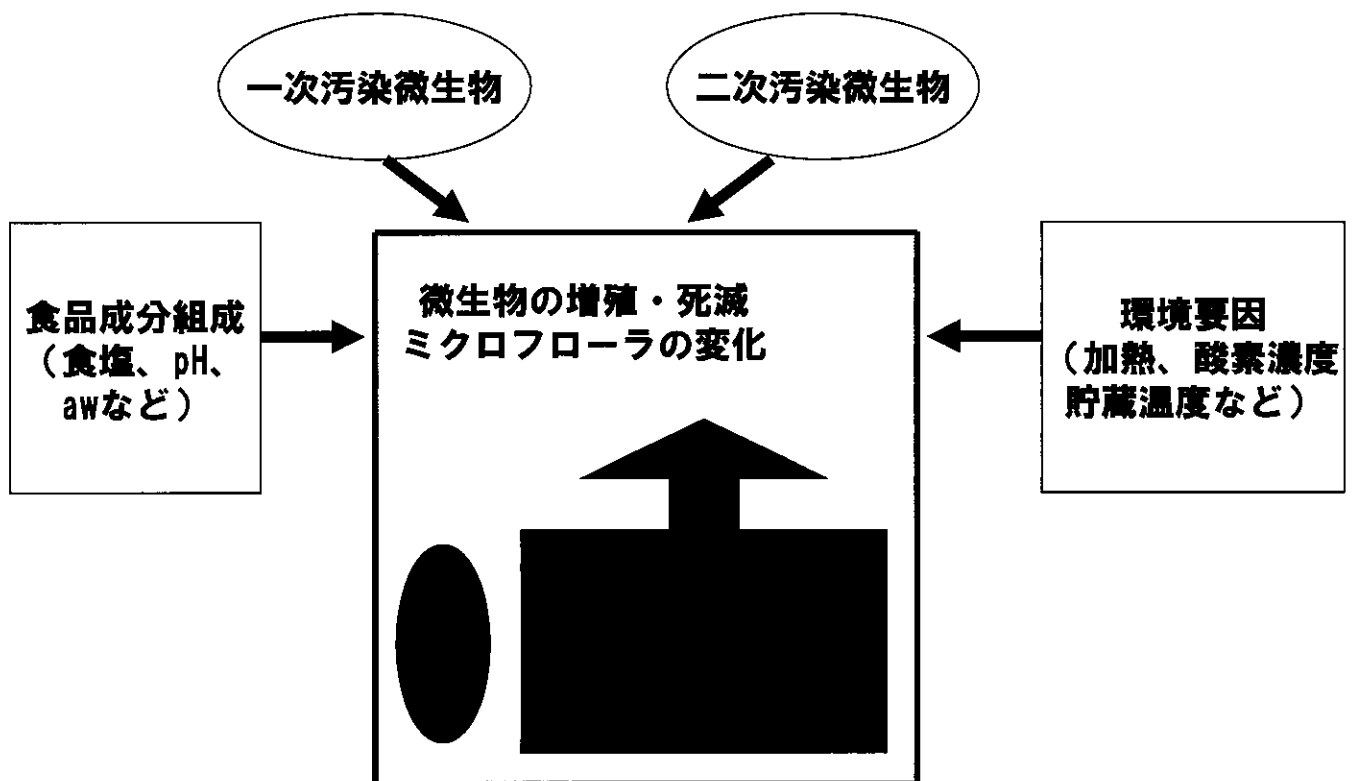 一次汚染微生物
二次汚染微生物
食品成分組成
（食塩、pH、
awなど）
微生物の増殖・死滅
ミクロフローラの変化
環境要因
（加熱、酸素濃度
貯蔵温度など）